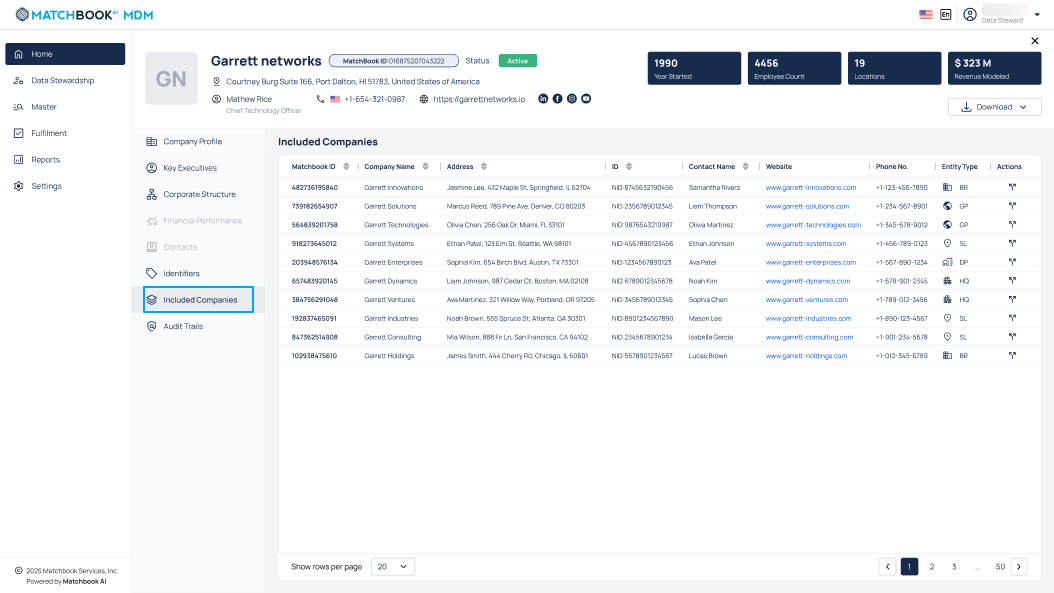 MATCHBOOK AI MDM
En
Data Steward
Home
Data Stewardship
Master
Fulfilment
Reports
Settings
GN
Garrett networks
MatchBook ID:016875207043222
Status
Active
Courtney Burg Suite 166, Port Dalton, HI 51783, United States of America
Mathew Rice
Chief Technology Officer
+1-654-321-0987
https://garrettnetworks.io
1990
Year Started
4456
Employee Count
19
Locations
$ 323 M
Revenue Modeled
Download
Company Profile
Key Executives
Corporate Structure
Financial Performance
Contacts
Identifiers
Included Companies
Audit Trails
Included Companies
Matchbook ID Company Name Address ID Contact Name Website Phone No. Entity Type Actions
482736195840 Garrett Innovations Jasmine Lee, 432 Maple St, Springfield, IL 62704 NID:8745632190456 Samantha Rivers www.garrett-innovations.com +1-123-456-7890 BR
739182654907 Garrett Solutions Marcus Reed, 789 Pine Ave, Denver, CO 80203 NID:2356789012345 Liam Thompson www.garrett-solutions.com +1-234-567-8901 GP
564839201758 Garrett Technologies Olivia Chen, 256 Oak Dr, Miami, FL 33101 NID:9876543210987 Olivia Martinez www.garrett-technologies.com +1-345-678-9012 GP
918273645012 Garrett Systems Ethan Patel, 123 Elm St, Seattle, WA 98101 NID:4567890123456 Ethan Johnson www.garrett-systems.com +1-456-789-0123 SL
203948576134 Garrett Enterprises Sophia Kim, 654 Birch Blvd, Austin, TX 73301 NID:1234567890123 Ava Patel www.garrett-enterprises.com +1-567-890-1234 DP
657483920145 Garrett Dynamics Liam Johnson, 987 Cedar Ct, Boston, MA 02108 NID:6789012345678 Noah Kim www.garrett-dynamics.com +1-678-901-2345 HQ
384756291048 Garrett Ventures Ava Martinez, 321 Willow Way, Portland, OR 97205 NID:3456789012345 Sophia Chen www.garrett-ventures.com +1-789-012-3456 HQ
192837465091 Garrett Industries Noah Brown, 555 Spruce St, Atlanta, GA 30301 NID:8901234567890 Mason Lee www.garrett-industries.com +1-890-123-4567 SL
847362514908 Garrett Consulting Mia Wilson, 888 Fir Ln, San Francisco, CA 94102 NID:2345678901234 Isabella Garcia www.garrett-consulting.com +1-901-234-5678 SL
102938475610 Garrett Holdings James Smith, 444 Cherry Rd, Chicago, IL 60601 NID:5678901234567 Lucas Brown www.garrett-holdings.com +1-012-345-6789 BR
Show rows per page 20
1 2 3 ... 50
© 2025 Matchbook Services, Inc.
Powered by Matchbook AI